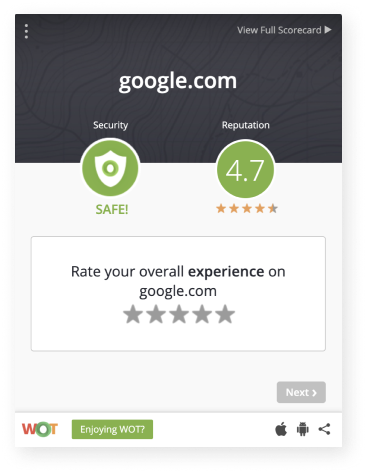 View Full Scorecard
google.com
Security
Reputation
4.7
SAFE!
Rate your overall experience on
google.com
Next
WOT
Enjoying WOT?